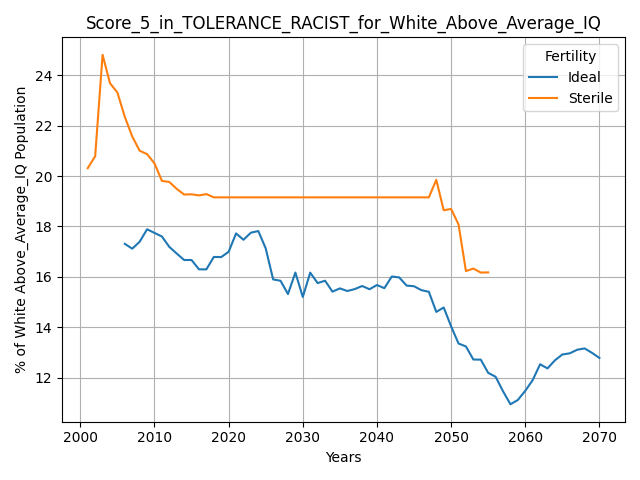 Score_5_in_TOLERANCE_RACIST_for_White_Above_Average_IQ
% of White Above_Average_IQ Population
24
22
20
18
16
14
12
Fertility
Ideal
Sterile
2000 2010 2020 2030 2040 2050 2060 2070
Years